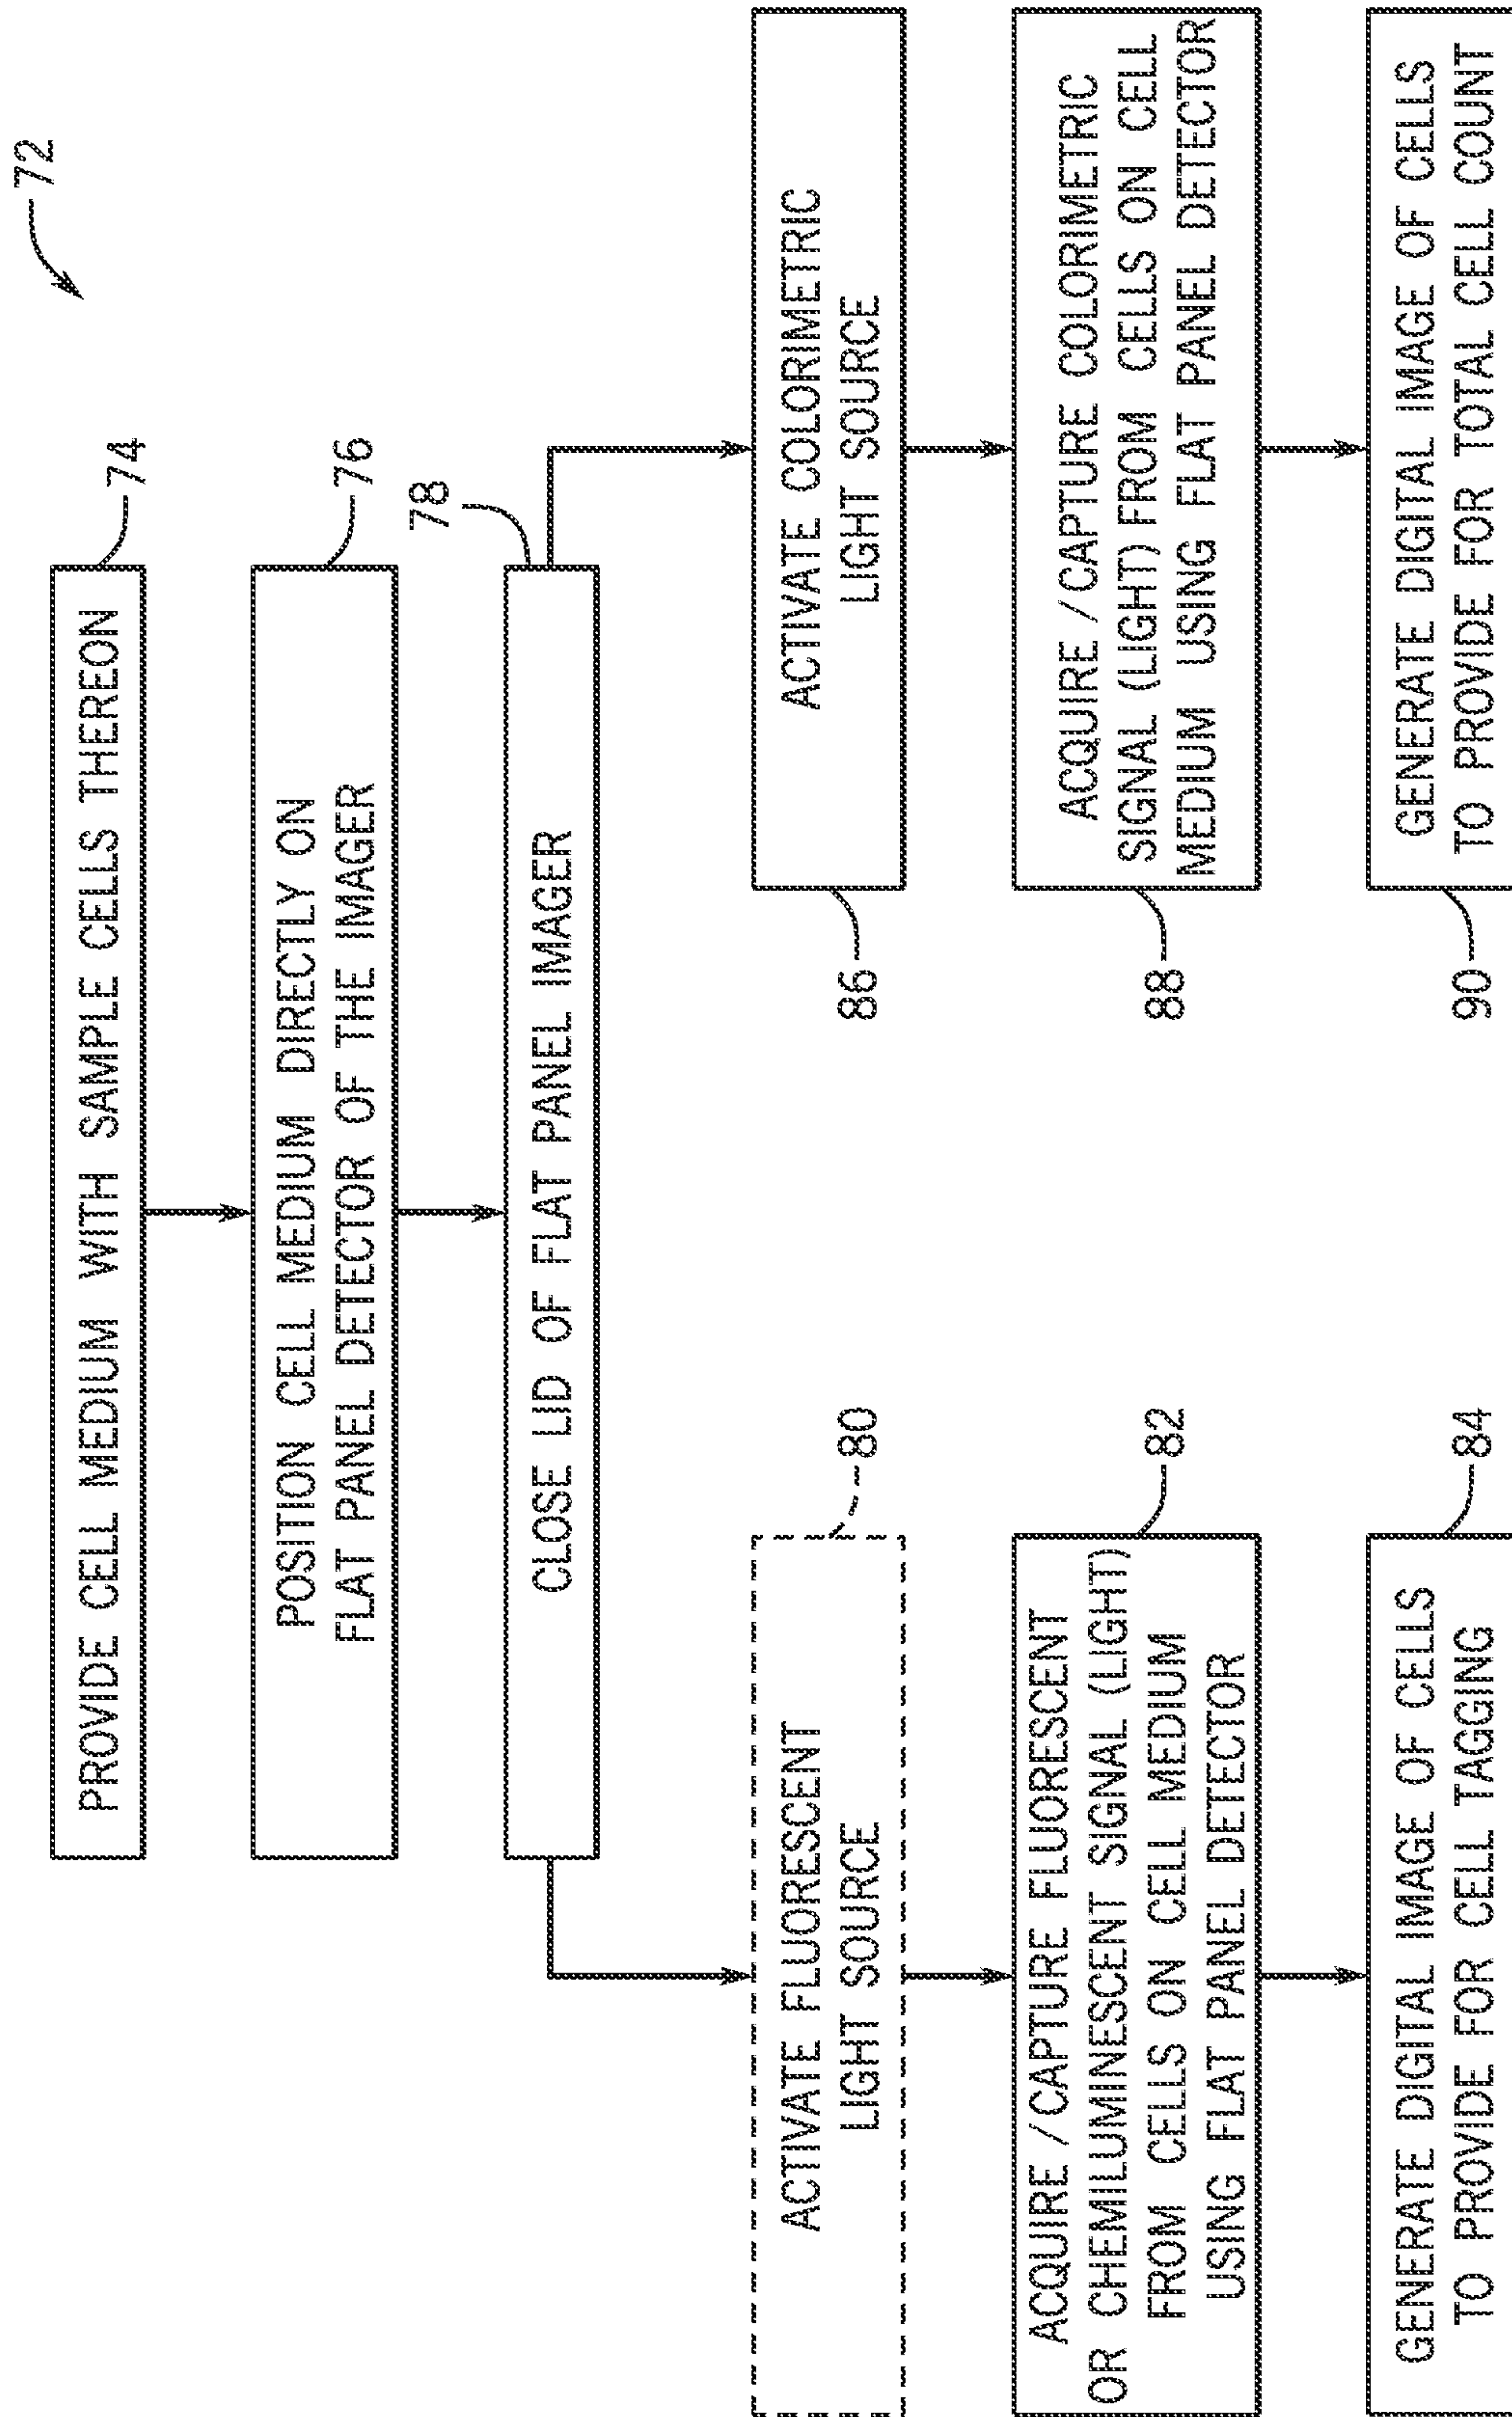 72
PROVIDE CELL MEDIUM WITH SAMPLE CELLS THEREON
74
POSITION CELL MEDIUM DIRECTLY ON
FLAT PANEL DETECTOR OF THE IMAGER
76
CLOSE LID OF FLAT PANEL IMAGER
78
ACTIVATE FLUORESCENT
LIGHT SOURCE
80
ACQUIRE/CAPTURE FLUORESCENT
OR CHEMILUMINESCENT SIGNAL (LIGHT)
FROM CELLS ON CELL MEDIUM
USING FLAT PANEL DETECTOR
82
GENERATE DIGITAL IMAGE OF CELLS
TO PROVIDE FOR CELL TAGGING
84
ACTIVATE COLORIMETRIC
LIGHT SOURCE
86
ACQUIRE/CAPTURE COLORIMETRIC
SIGNAL (LIGHT) FROM CELLS ON CELL
MEDIUM USING FLAT PANEL DETECTOR
88
GENERATE DIGITAL IMAGE OF CELLS
TO PROVIDE FOR TOTAL CELL COUNT
90